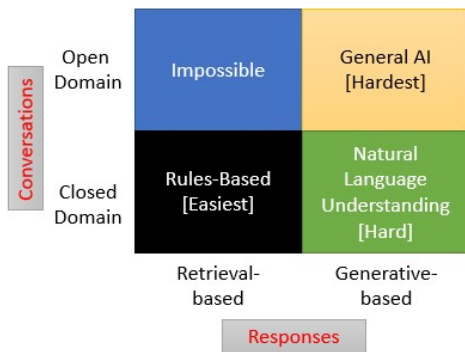 Conversations
Open
Domain
Impossible
General AI
[Hardest]
Closed
Domain
Rules-Based
[Easiest]
Natural
Language
Understanding
[Hard]
Retrieval-
based
Generative-
based
Responses